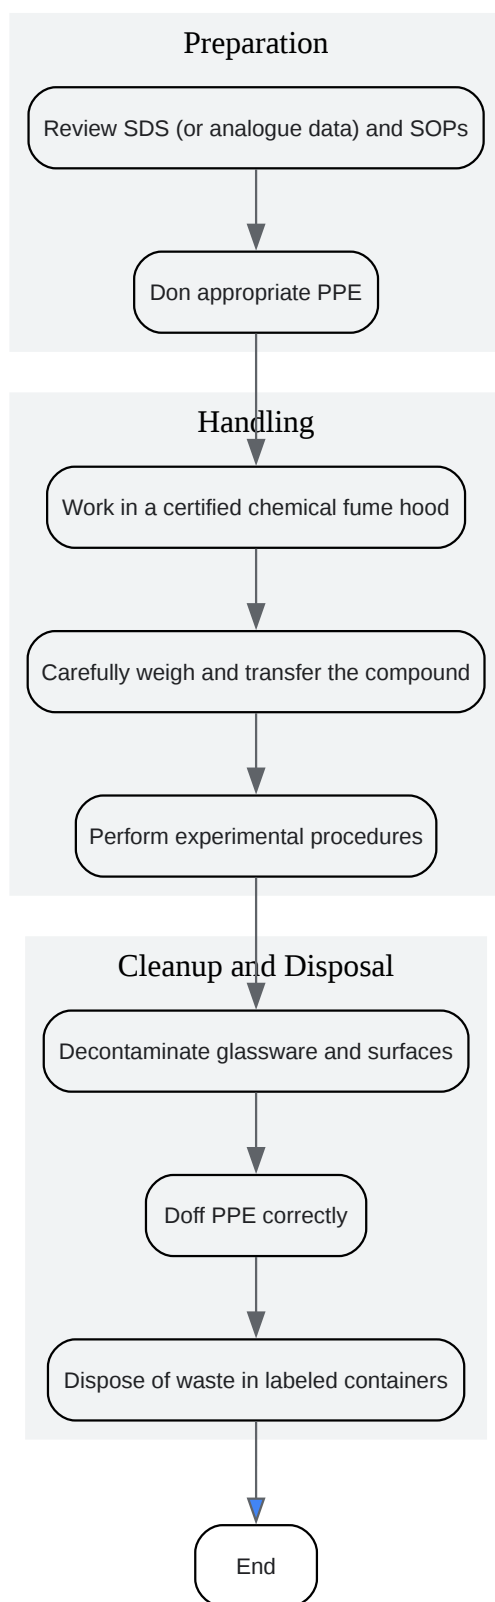 Preparation
Review SDS (or analogue data) and SOPs
Don appropriate PPE
Handling
Work in a certified chemical fume hood
Carefully weigh and transfer the compound
Perform experimental procedures
Cleanup and Disposal
Decontaminate glassware and surfaces
Doff PPE correctly
Dispose of waste in labeled containers
End